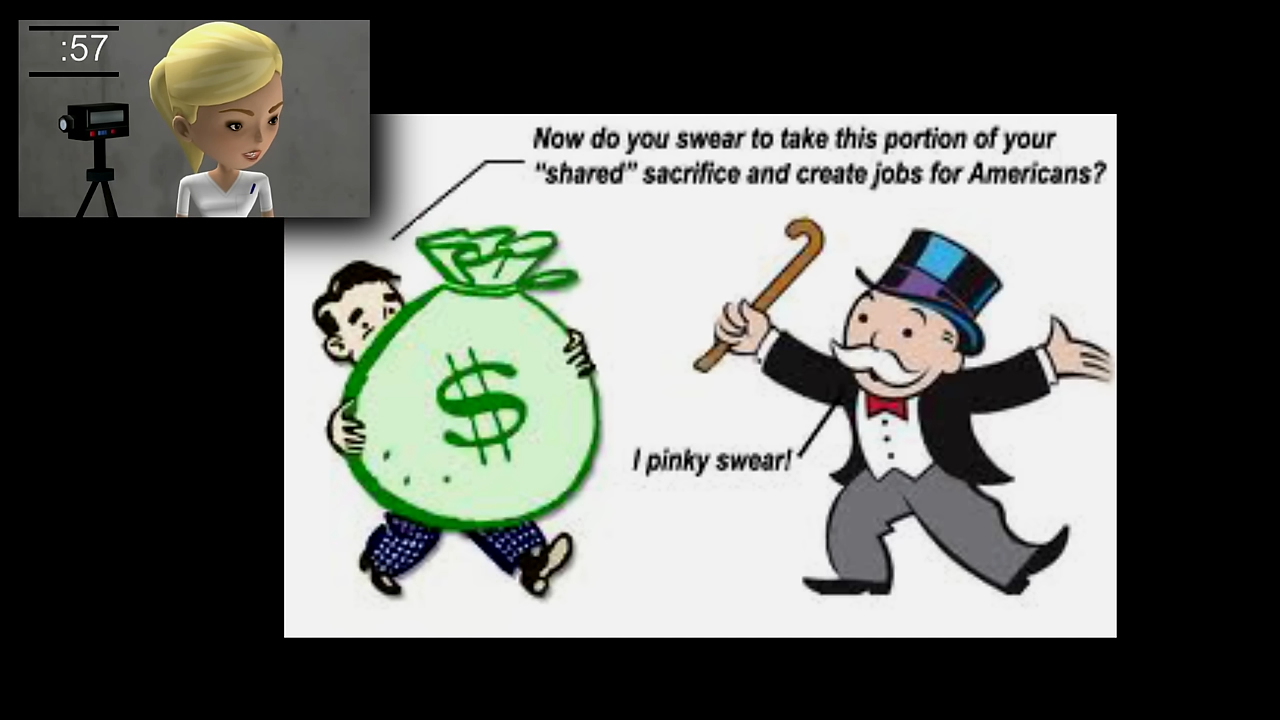 :57
Now do you swear to take this portion of your
“shared” sacrifice and create jobs for Americans?
$
I pinky swear!